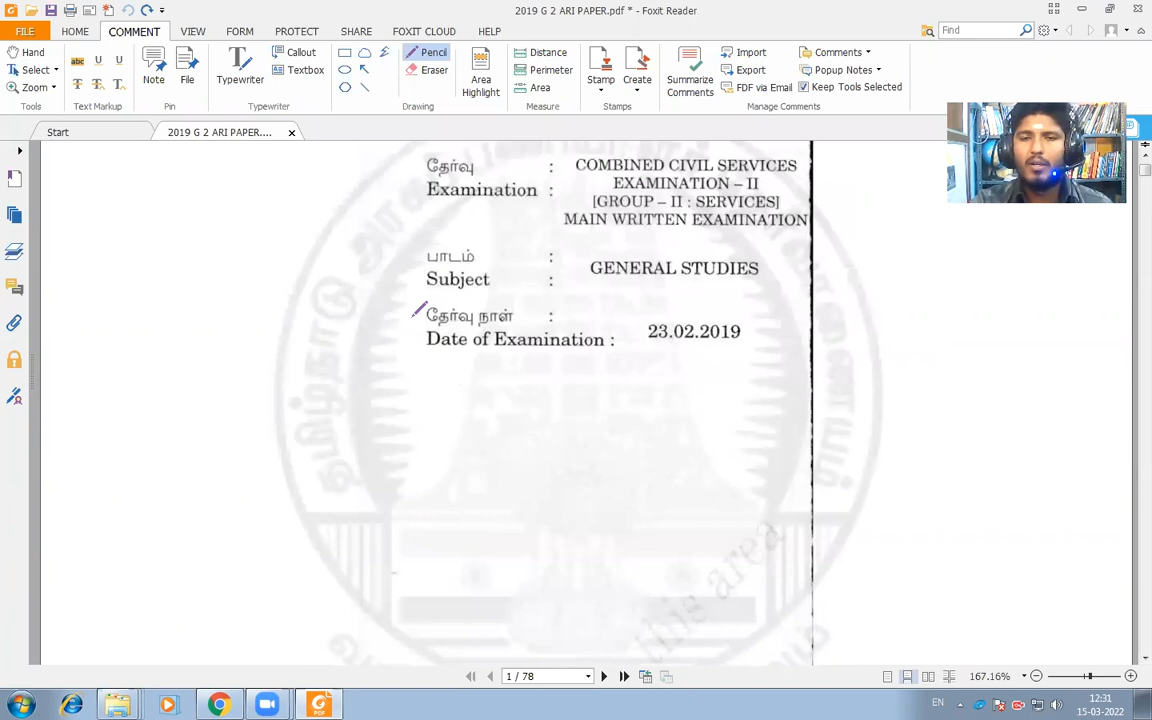 2019 G 2 ARI PAPER.pdf * - Foxit Reader
FILE HOME COMMENT VIEW FORM PROTECT SHARE FOXIT CLOUD HELP
Find
Hand
Select
Zoom
Tools
abc U U
T T T
Text Markup
Note
File
Pin
Typewriter
Callout
Textbox
Typewriter
Pencil
Eraser
Drawing
Area
Highlight
Distance
Perimeter
Area
Measure
Stamp
Create
Stamps
Summarize
Comments
Import
Export
FDF via Email
Comments
Popup Notes
Keep Tools Selected
Manage Comments
Start
2019 G 2 ARI PAPER....
தேர்வு : COMBINED CIVIL SERVICES
Examination : EXAMINATION – II
[GROUP – II : SERVICES]
MAIN WRITTEN EXAMINATION
பாடம் :
Subject : GENERAL STUDIES
தேர்வு நாள் :
Date of Examination : 23.02.2019
this area
1 / 78
167.16%
EN
12:31
15-03-2022